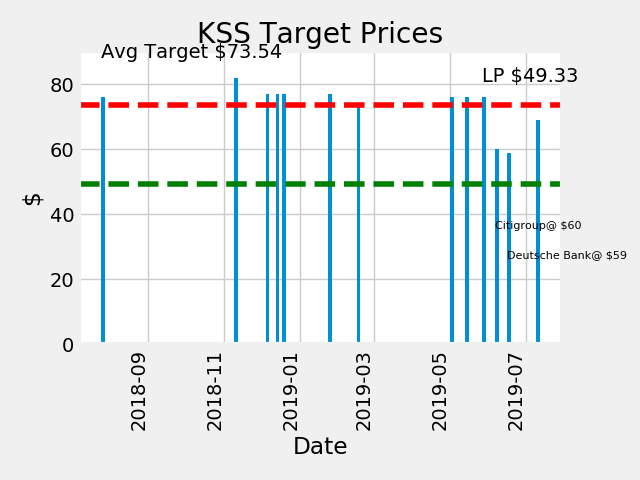 KSS Target Prices
Avg Target $73.54
LP $49.33
80
60
40
20
0
$
Citigroup@ $60
Deutsche Bank@ $59
2018-09
2018-11
2019-01
2019-03
2019-05
2019-07
Date